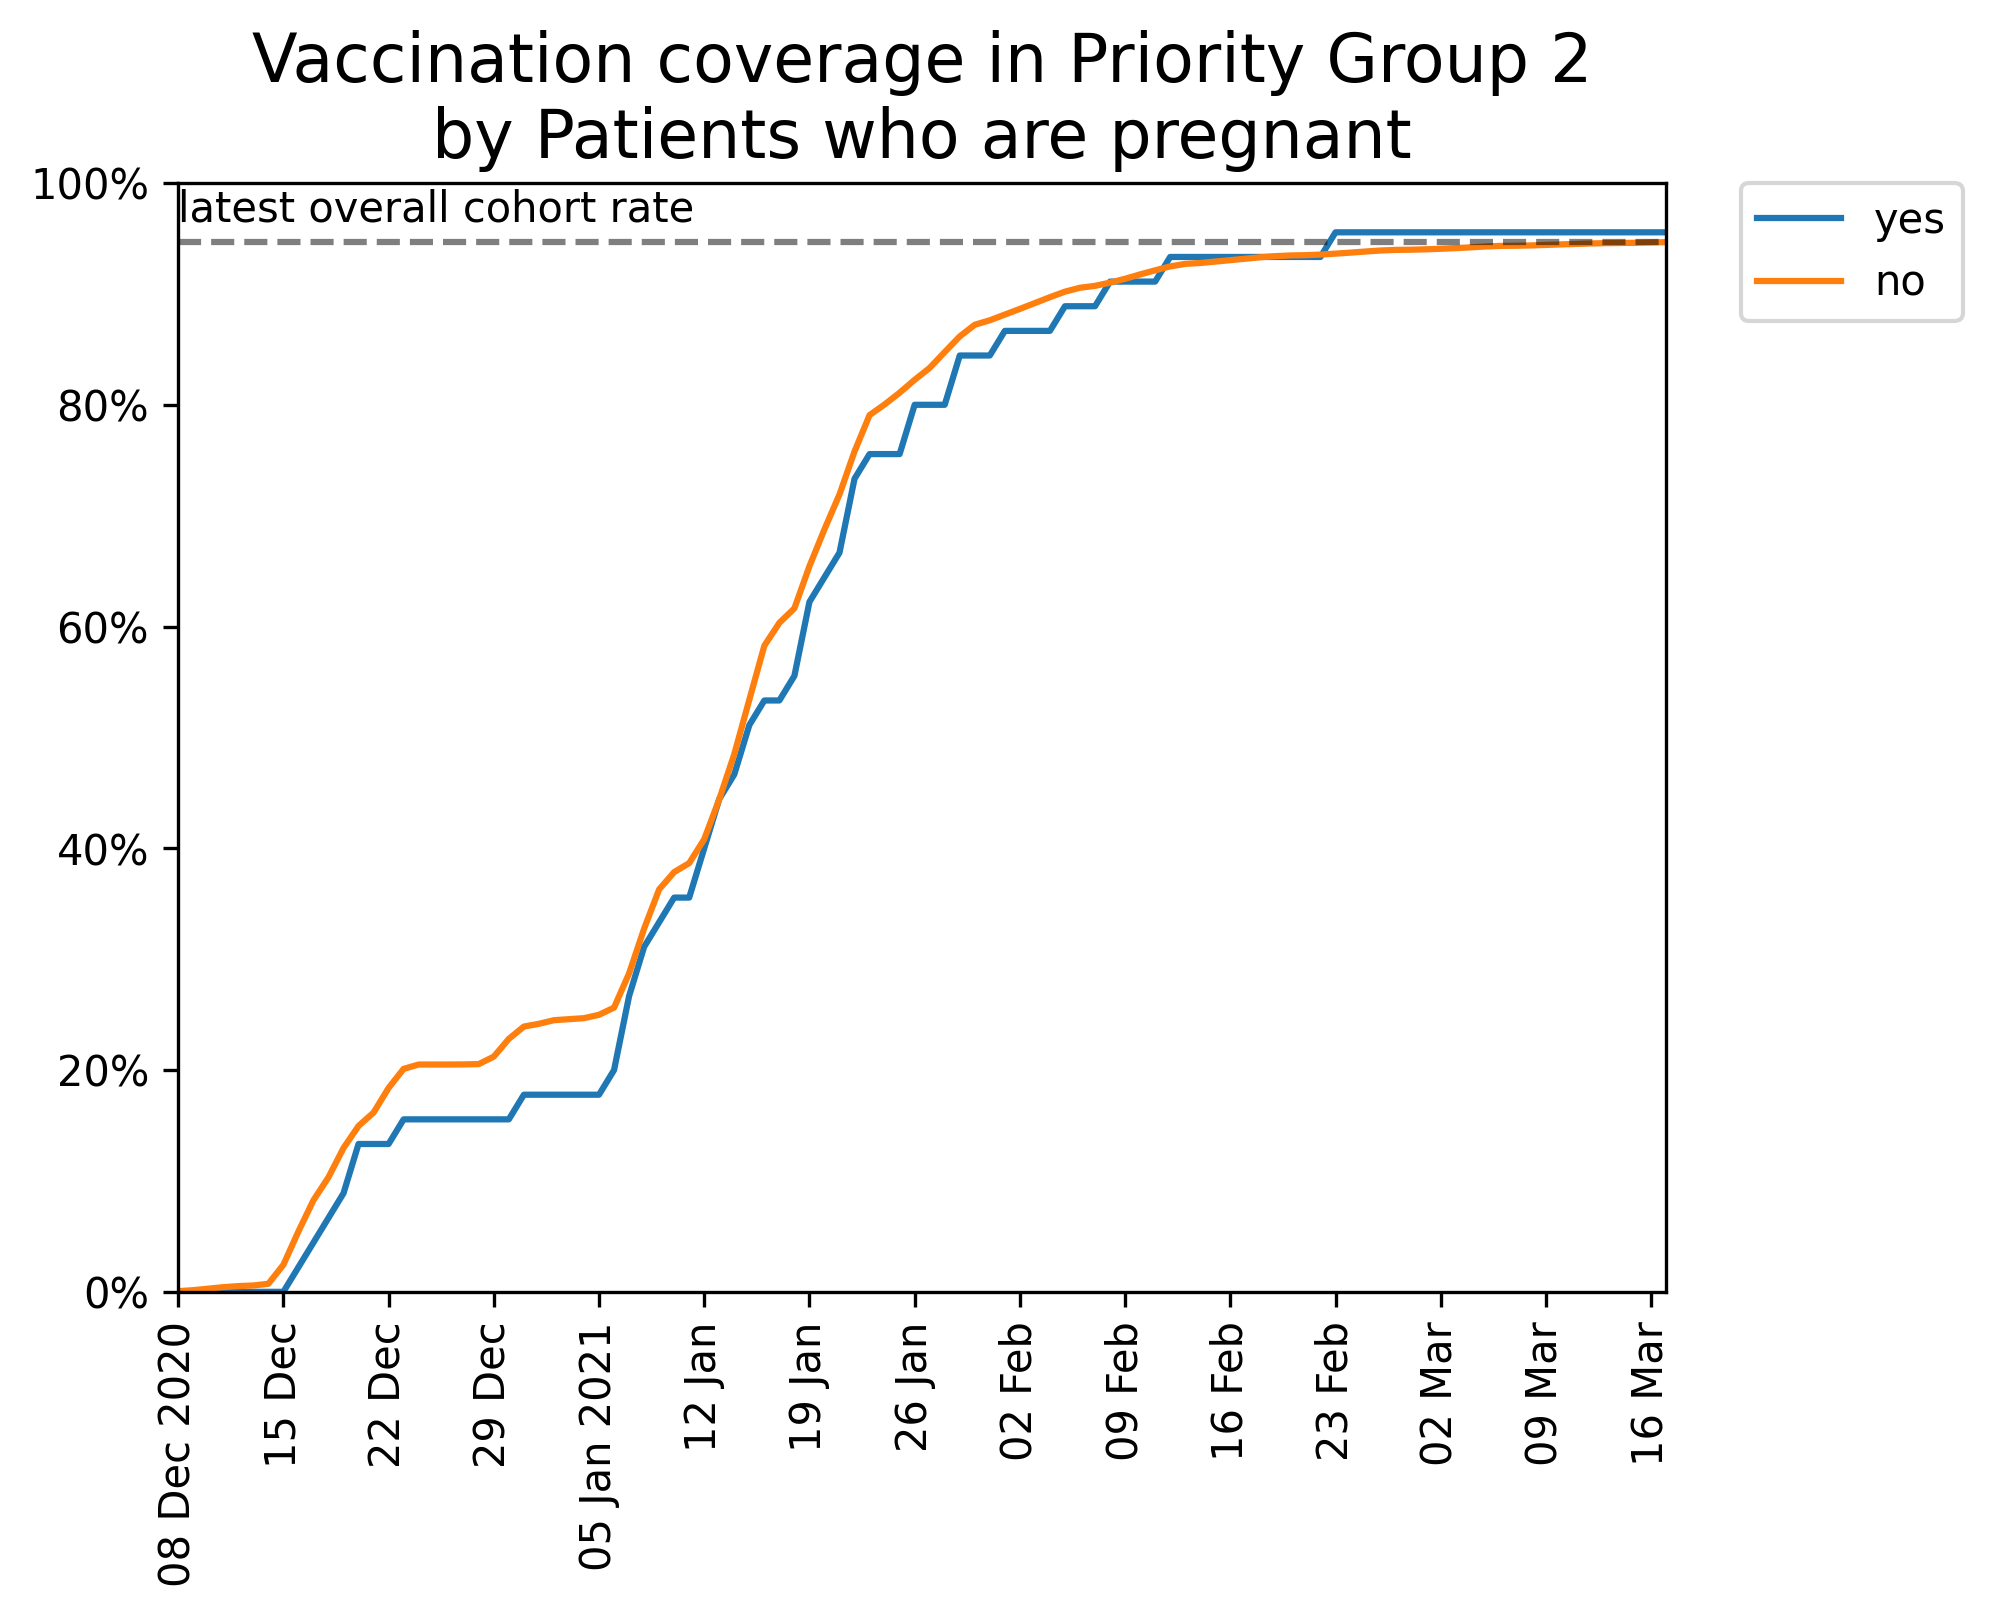 Vaccination coverage in Priority Group 2
by Patients who are pregnant
100%
latest overall cohort rate
yes
no
80%
60%
40%
20%
0%
08 Dec 2020
15 Dec
22 Dec
29 Dec
05 Jan 2021
12 Jan
19 Jan
26 Jan
02 Feb
09 Feb
16 Feb
23 Feb
02 Mar
09 Mar
16 Mar